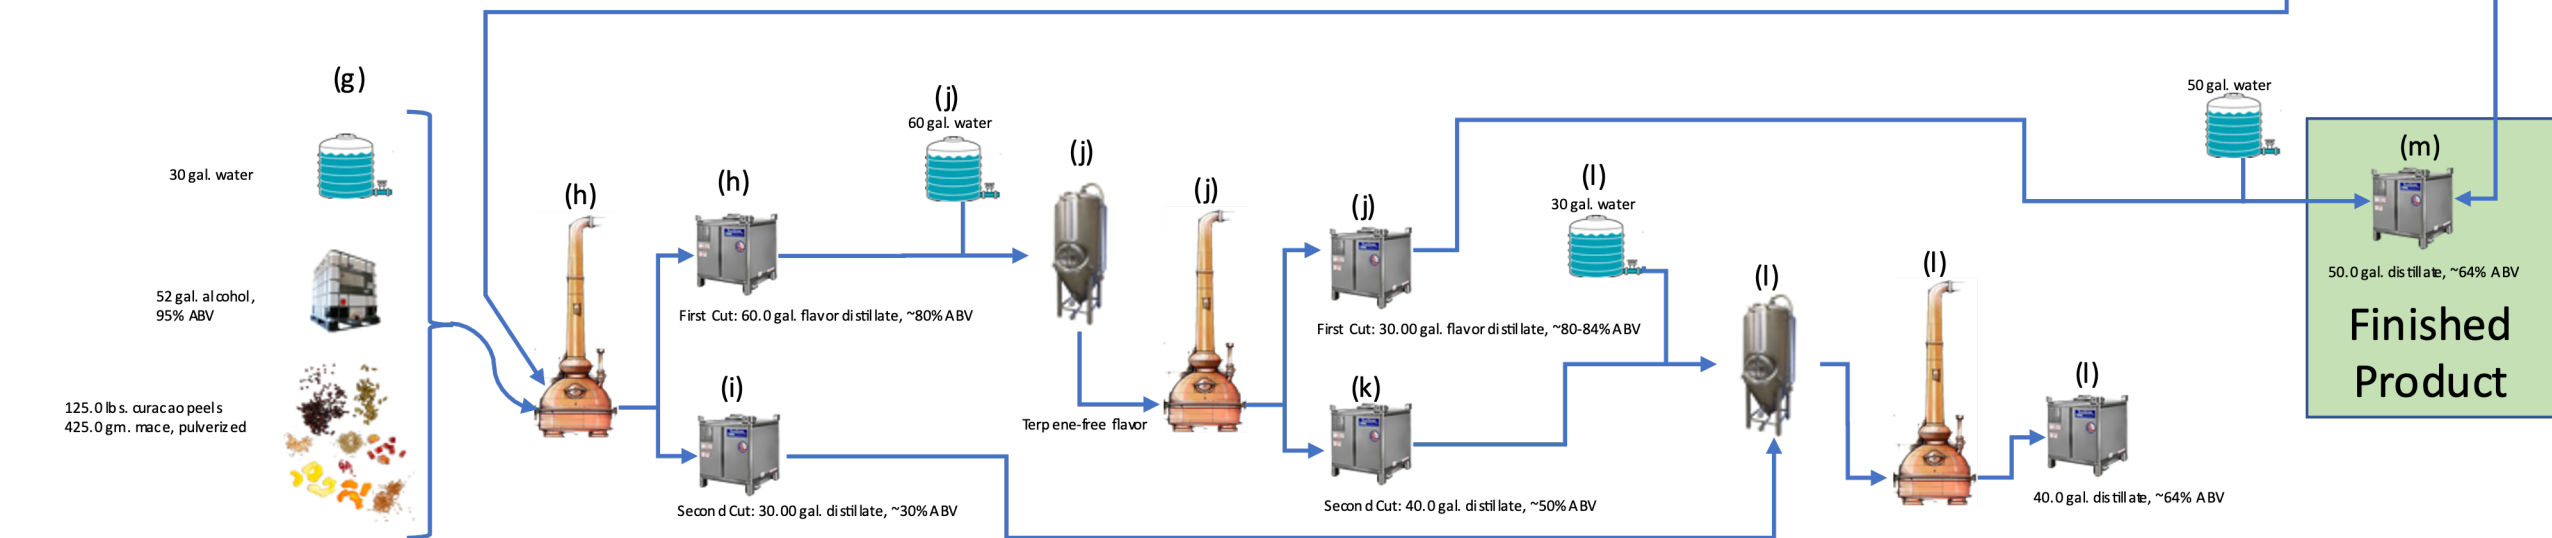 (g)
30 gal. water
52 gal. alcohol,
95% ABV
125.0 lbs. curacao peels
425.0 gm. mace, pulverized
(h)
(h)
First Cut: 60.0 gal. flavor distillate, ~80% ABV
(i)
Second Cut: 30.00 gal. distillate, ~30% ABV
(j)
60 gal. water
(j)
Terpene-free flavor
(j)
(j)
First Cut: 30.00 gal. flavor distillate, ~80-84% ABV
(k)
Second Cut: 40.0 gal. distillate, ~50% ABV
(l)
30 gal. water
(l)
(l)
(l)
40.0 gal. distillate, ~64% ABV
50 gal. water
(m)
50.0 gal. distillate, ~64% ABV
Finished
Product